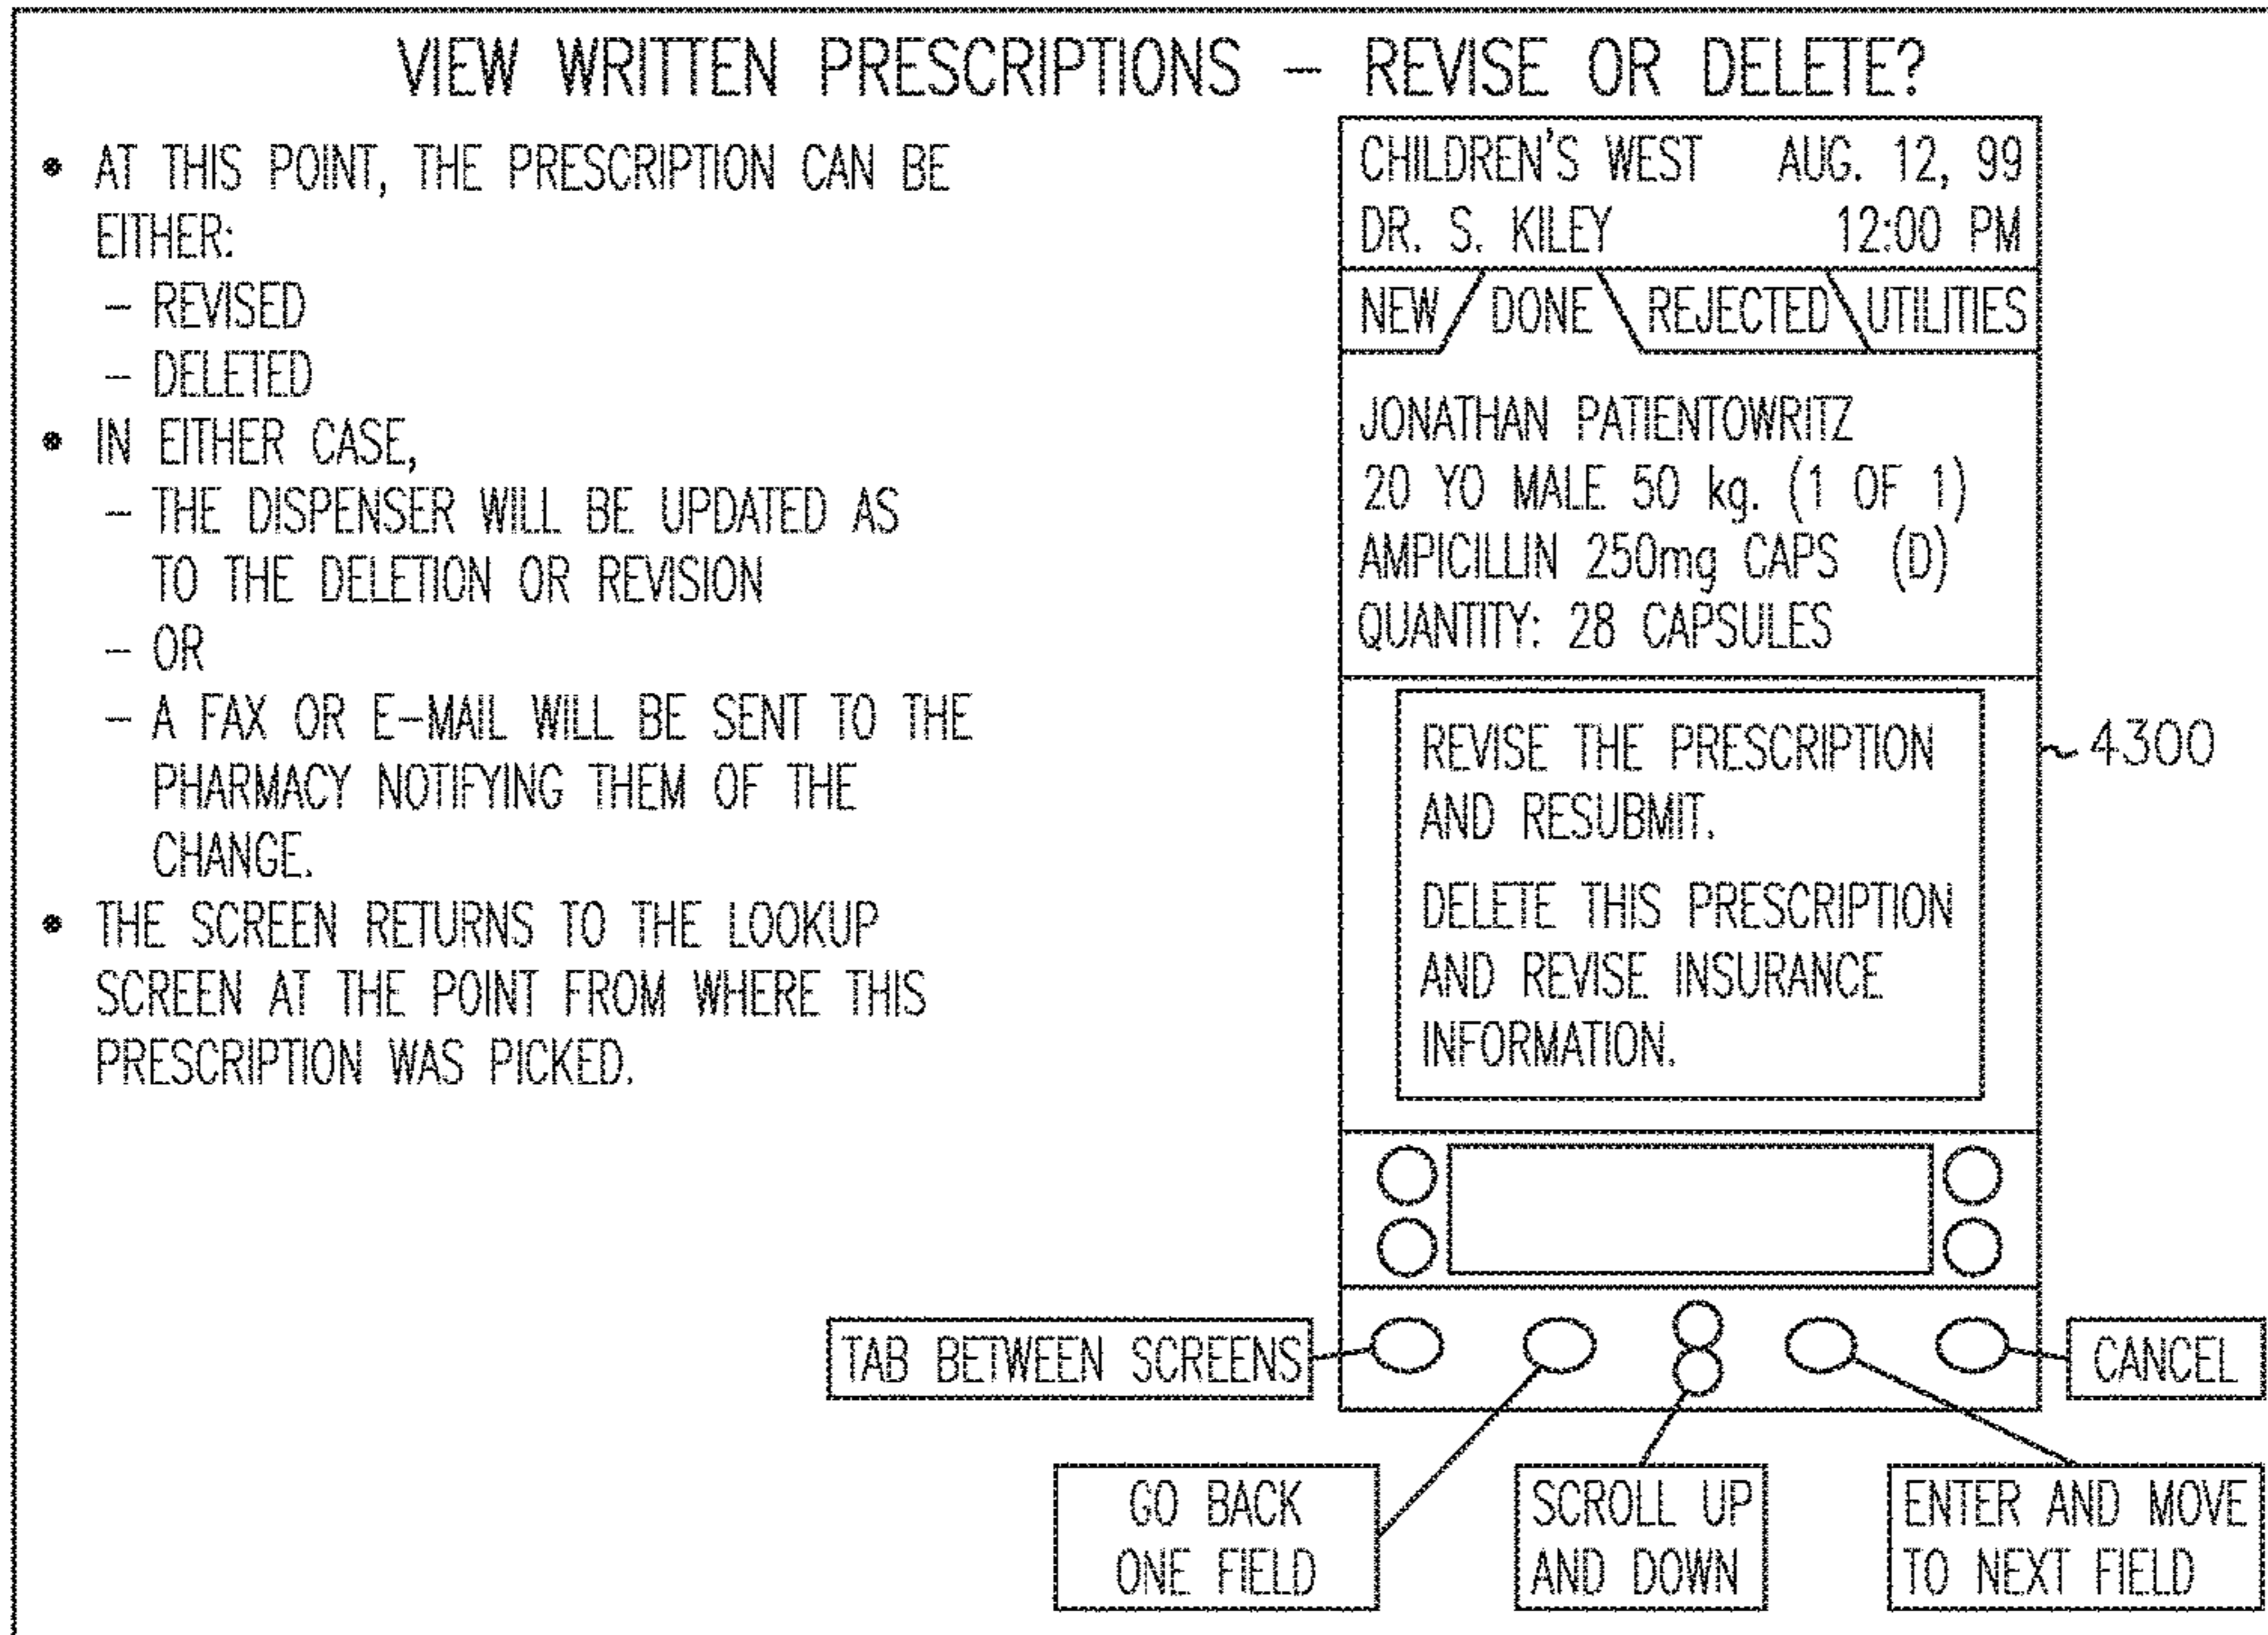 VIEW WRITTEN PRESCRIPTIONS – REVISE OR DELETE?
• AT THIS POINT, THE PRESCRIPTION CAN BE
EITHER:
– REVISED
– DELETED
• IN EITHER CASE,
– THE DISPENSER WILL BE UPDATED AS
TO THE DELETION OR REVISION
– OR
– A FAX OR E–MAIL WILL BE SENT TO THE
PHARMACY NOTIFYING THEM OF THE
CHANGE.
• THE SCREEN RETURNS TO THE LOOKUP
SCREEN AT THE POINT FROM WHERE THIS
PRESCRIPTION WAS PICKED.
CHILDREN'S WEST AUG. 12, 99
DR. S. KILEY 12:00 PM
NEW DONE REJECTED UTILITIES
JONATHAN PATIENTOWRITZ
20 YO MALE 50 kg. (1 OF 1)
AMPICILLIN 250mg CAPS (D)
QUANTITY: 28 CAPSULES
REVISE THE PRESCRIPTION
AND RESUBMIT.
DELETE THIS PRESCRIPTION
AND REVISE INSURANCE
INFORMATION.
4300
TAB BETWEEN SCREENS
CANCEL
GO BACK
ONE FIELD
SCROLL UP
AND DOWN
ENTER AND MOVE
TO NEXT FIELD